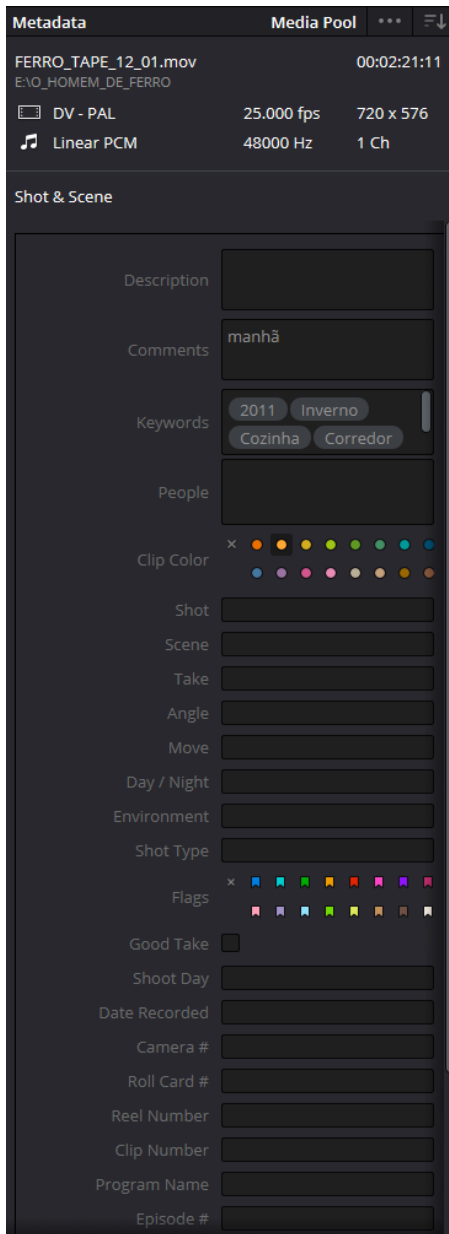 Metadata Media Pool •••
FERRO_TAPE_12_01.mov 00:02:21:11
E:\O_HOMEM_DE_FERRO
DV - PAL 25.000 fps 720 x 576
Linear PCM 48000 Hz 1 Ch
Shot & Scene
Description
Comments manhã
Keywords 2011 Inverno
Cozinha Corredor
People
Clip Color
Shot
Scene
Take
Angle
Move
Day / Night
Environment
Shot Type
Flags
Good Take
Shoot Day
Date Recorded
Camera #
Roll Card #
Reel Number
Clip Number
Program Name
Episode #